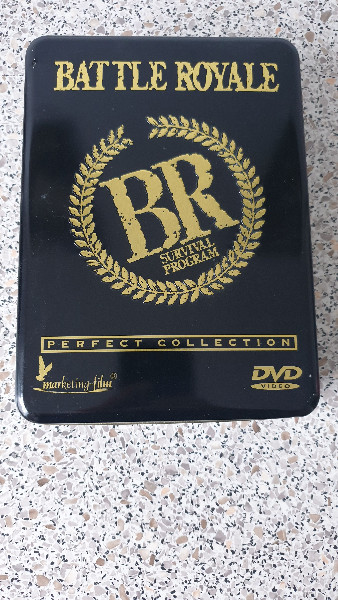 BATTLE ROYALE
BR
SURVIVAL
PROGRAM
PERFECT COLLECTION
marketing-film
DVD
VIDEO